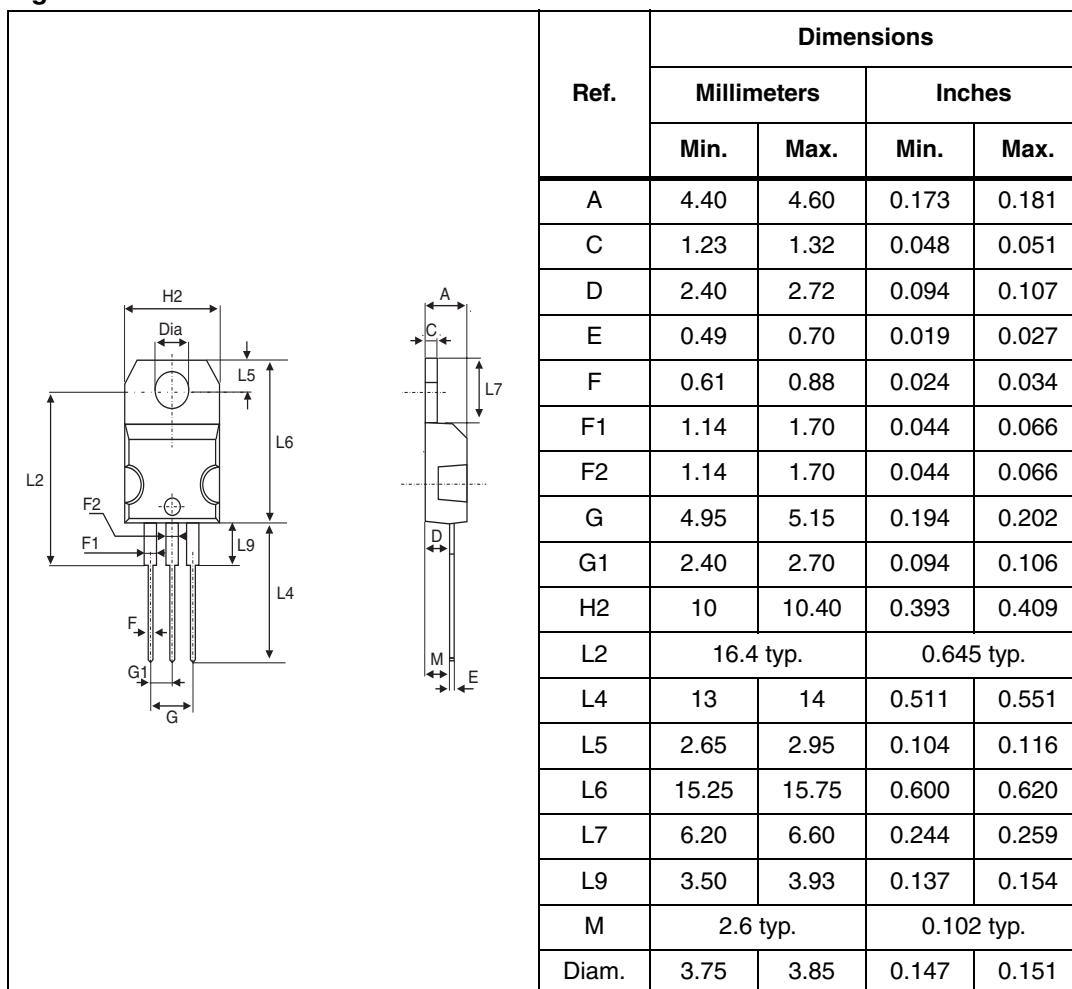 H2
Dia
L5
L6
L2
F2
F1
L9
L4
F
G1
G
A
C
L7
D
M
E
Ref. Dimensions
Millimeters Inches
Min. Max. Min. Max.
A 4.40 4.60 0.173 0.181
C 1.23 1.32 0.048 0.051
D 2.40 2.72 0.094 0.107
E 0.49 0.70 0.019 0.027
F 0.61 0.88 0.024 0.034
F1 1.14 1.70 0.044 0.066
F2 1.14 1.70 0.044 0.066
G 4.95 5.15 0.194 0.202
G1 2.40 2.70 0.094 0.106
H2 10 10.40 0.393 0.409
L2 16.4 typ. 0.645 typ.
L4 13 14 0.511 0.551
L5 2.65 2.95 0.104 0.116
L6 15.25 15.75 0.600 0.620
L7 6.20 6.60 0.244 0.259
L9 3.50 3.93 0.137 0.154
M 2.6 typ. 0.102 typ.
Diam. 3.75 3.85 0.147 0.151